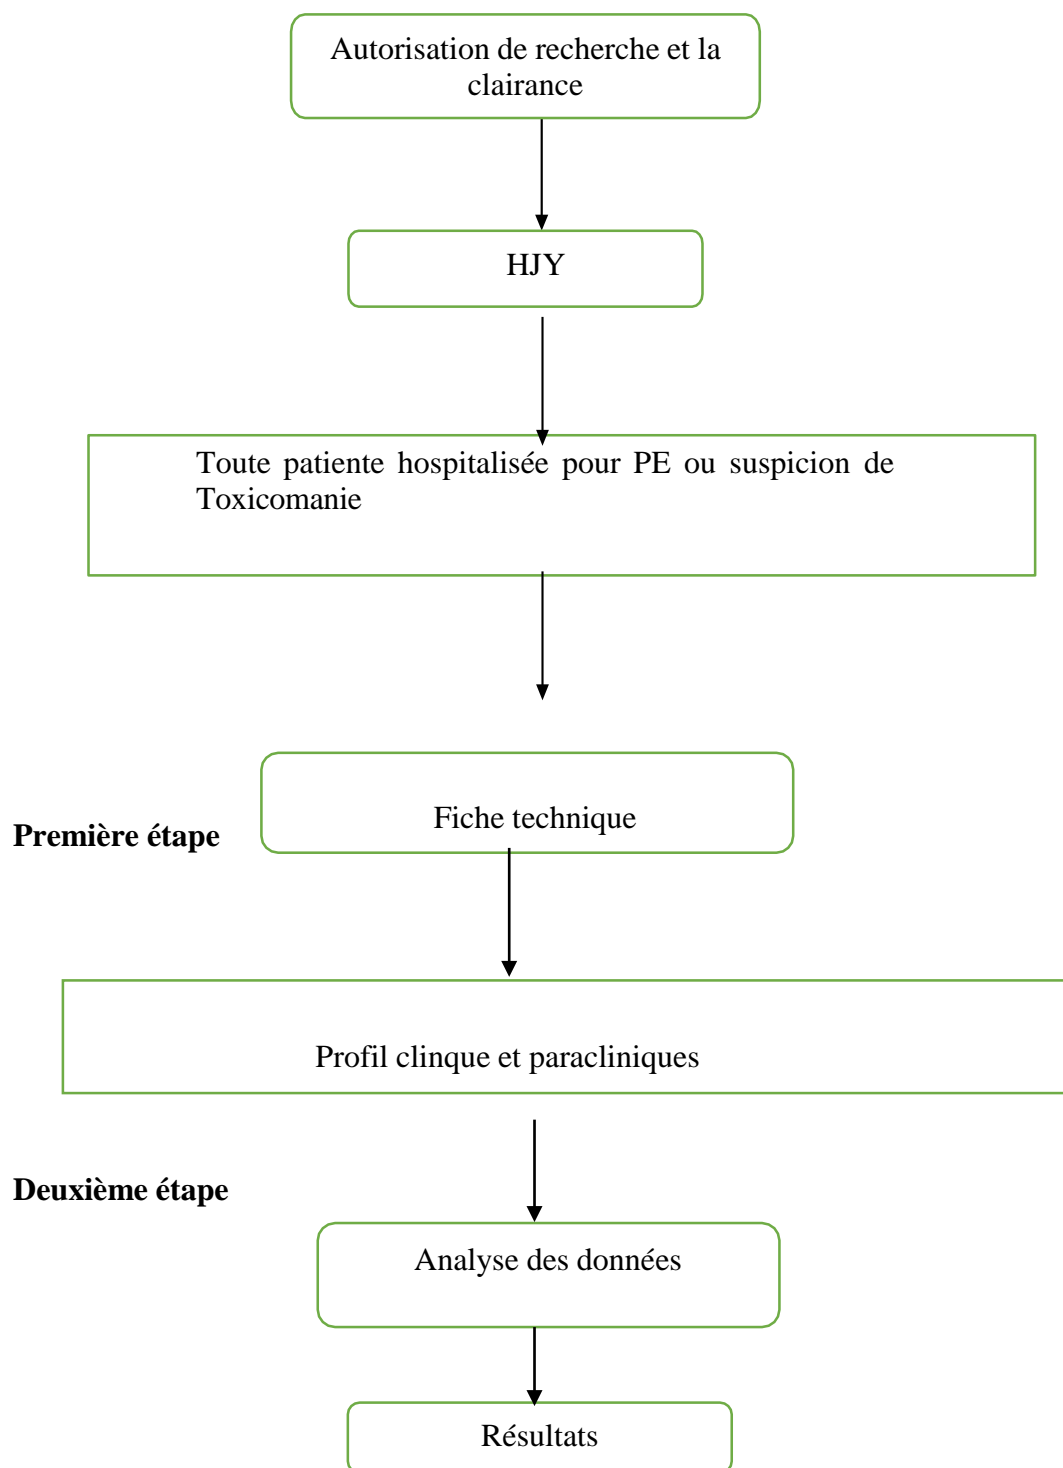 Autorisation de recherche et la
clairance
HJY
Toute patiente hospitalisée pour PE ou suspicion de
Toxicomanie
Fiche technique
Première étape
Profil clinque et paracliniques
Deuxième étape
Analyse des données
Résultats